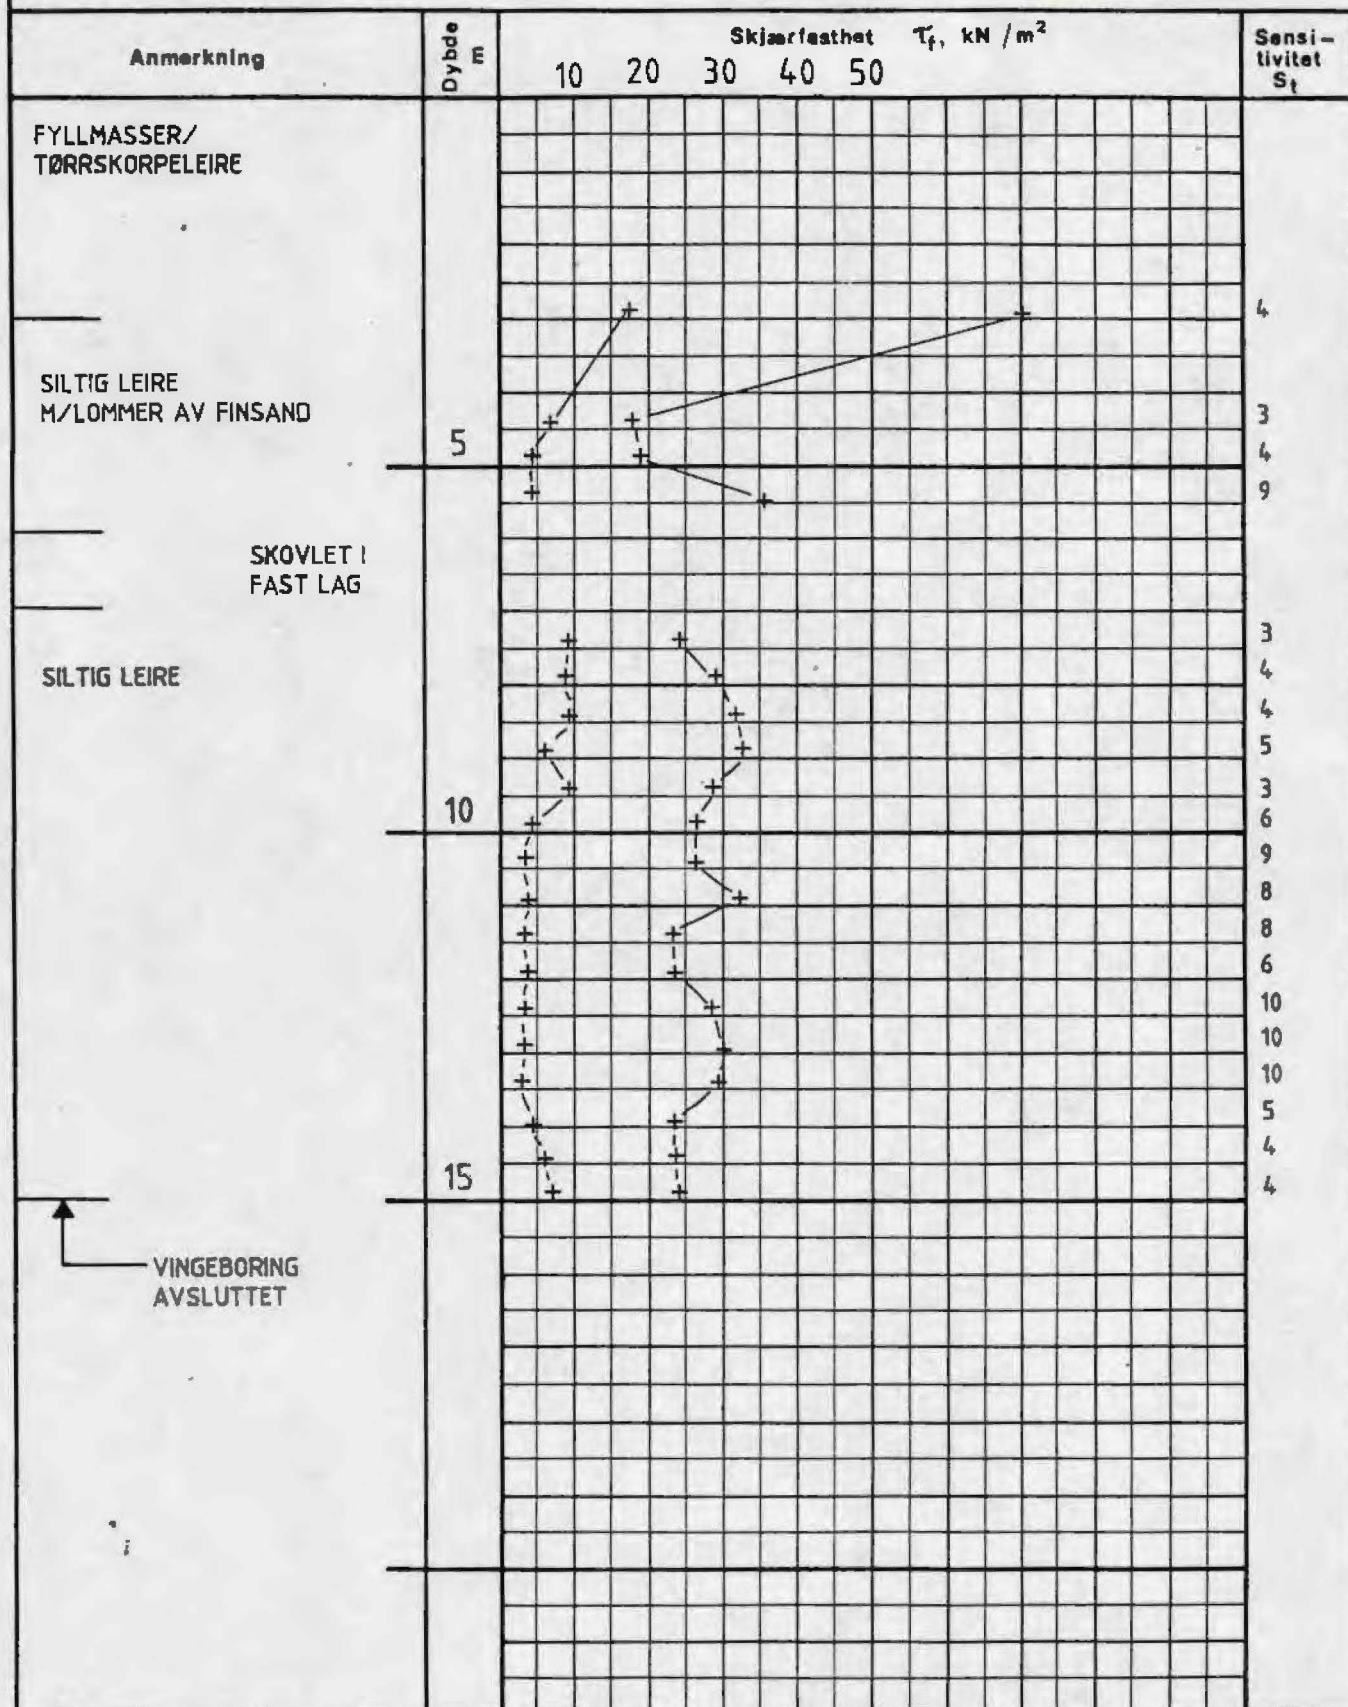 Anmerkning
Dybde
m
Skjærfasthet τf, kN/m²
10 20 30 40 50
Sensi-
tivitet
St
FYLLMASSER/
TØRRSKORPELEIRE
4
SILTIG LEIRE
M/LOMMER AV FINSAND
3
5
4
9
SKOVLET I
FAST LAG
3
SILTIG LEIRE
4
4
5
3
10
6
9
8
8
6
10
10
10
5
4
15
4
VINGEBORING
AVSLUTTET